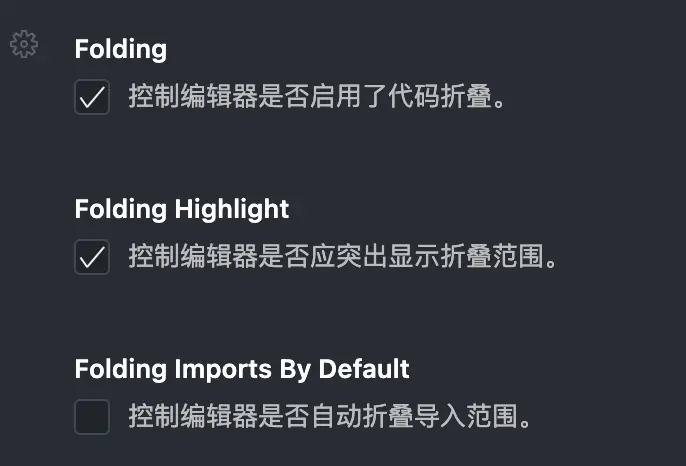 Folding
控制编辑器是否启用了代码折叠。
Folding Highlight
控制编辑器是否应突出显示折叠范围。
Folding Imports By Default
控制编辑器是否自动折叠导入范围。